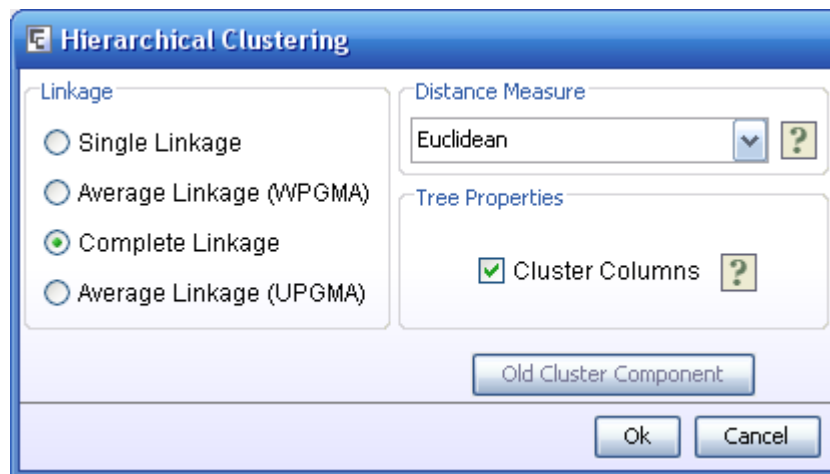 Hierarchical Clustering
Linkage
Single Linkage
Average Linkage (WPGMA)
Complete Linkage
Average Linkage (UPGMA)
Distance Measure
Euclidean
?
Tree Properties
Cluster Columns
?
Old Cluster Component
Ok
Cancel